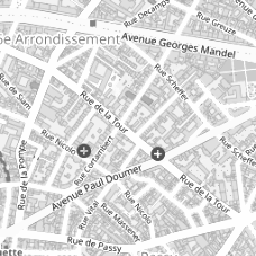 Rue DeCamps
Rue Greuze
Avenue Georges Mandel
6e Arrondissement
Rue Scheffer
Rue de Siam
Rue de la Tour
Rue de la Pompe
Rue Nicolo
Rue Cortambert
Rue Scheffer
Avenue Paul Doumer
Rue de la Tour
Rue Vital
Rue Massenet
Rue Nicolo
Rue de Passy